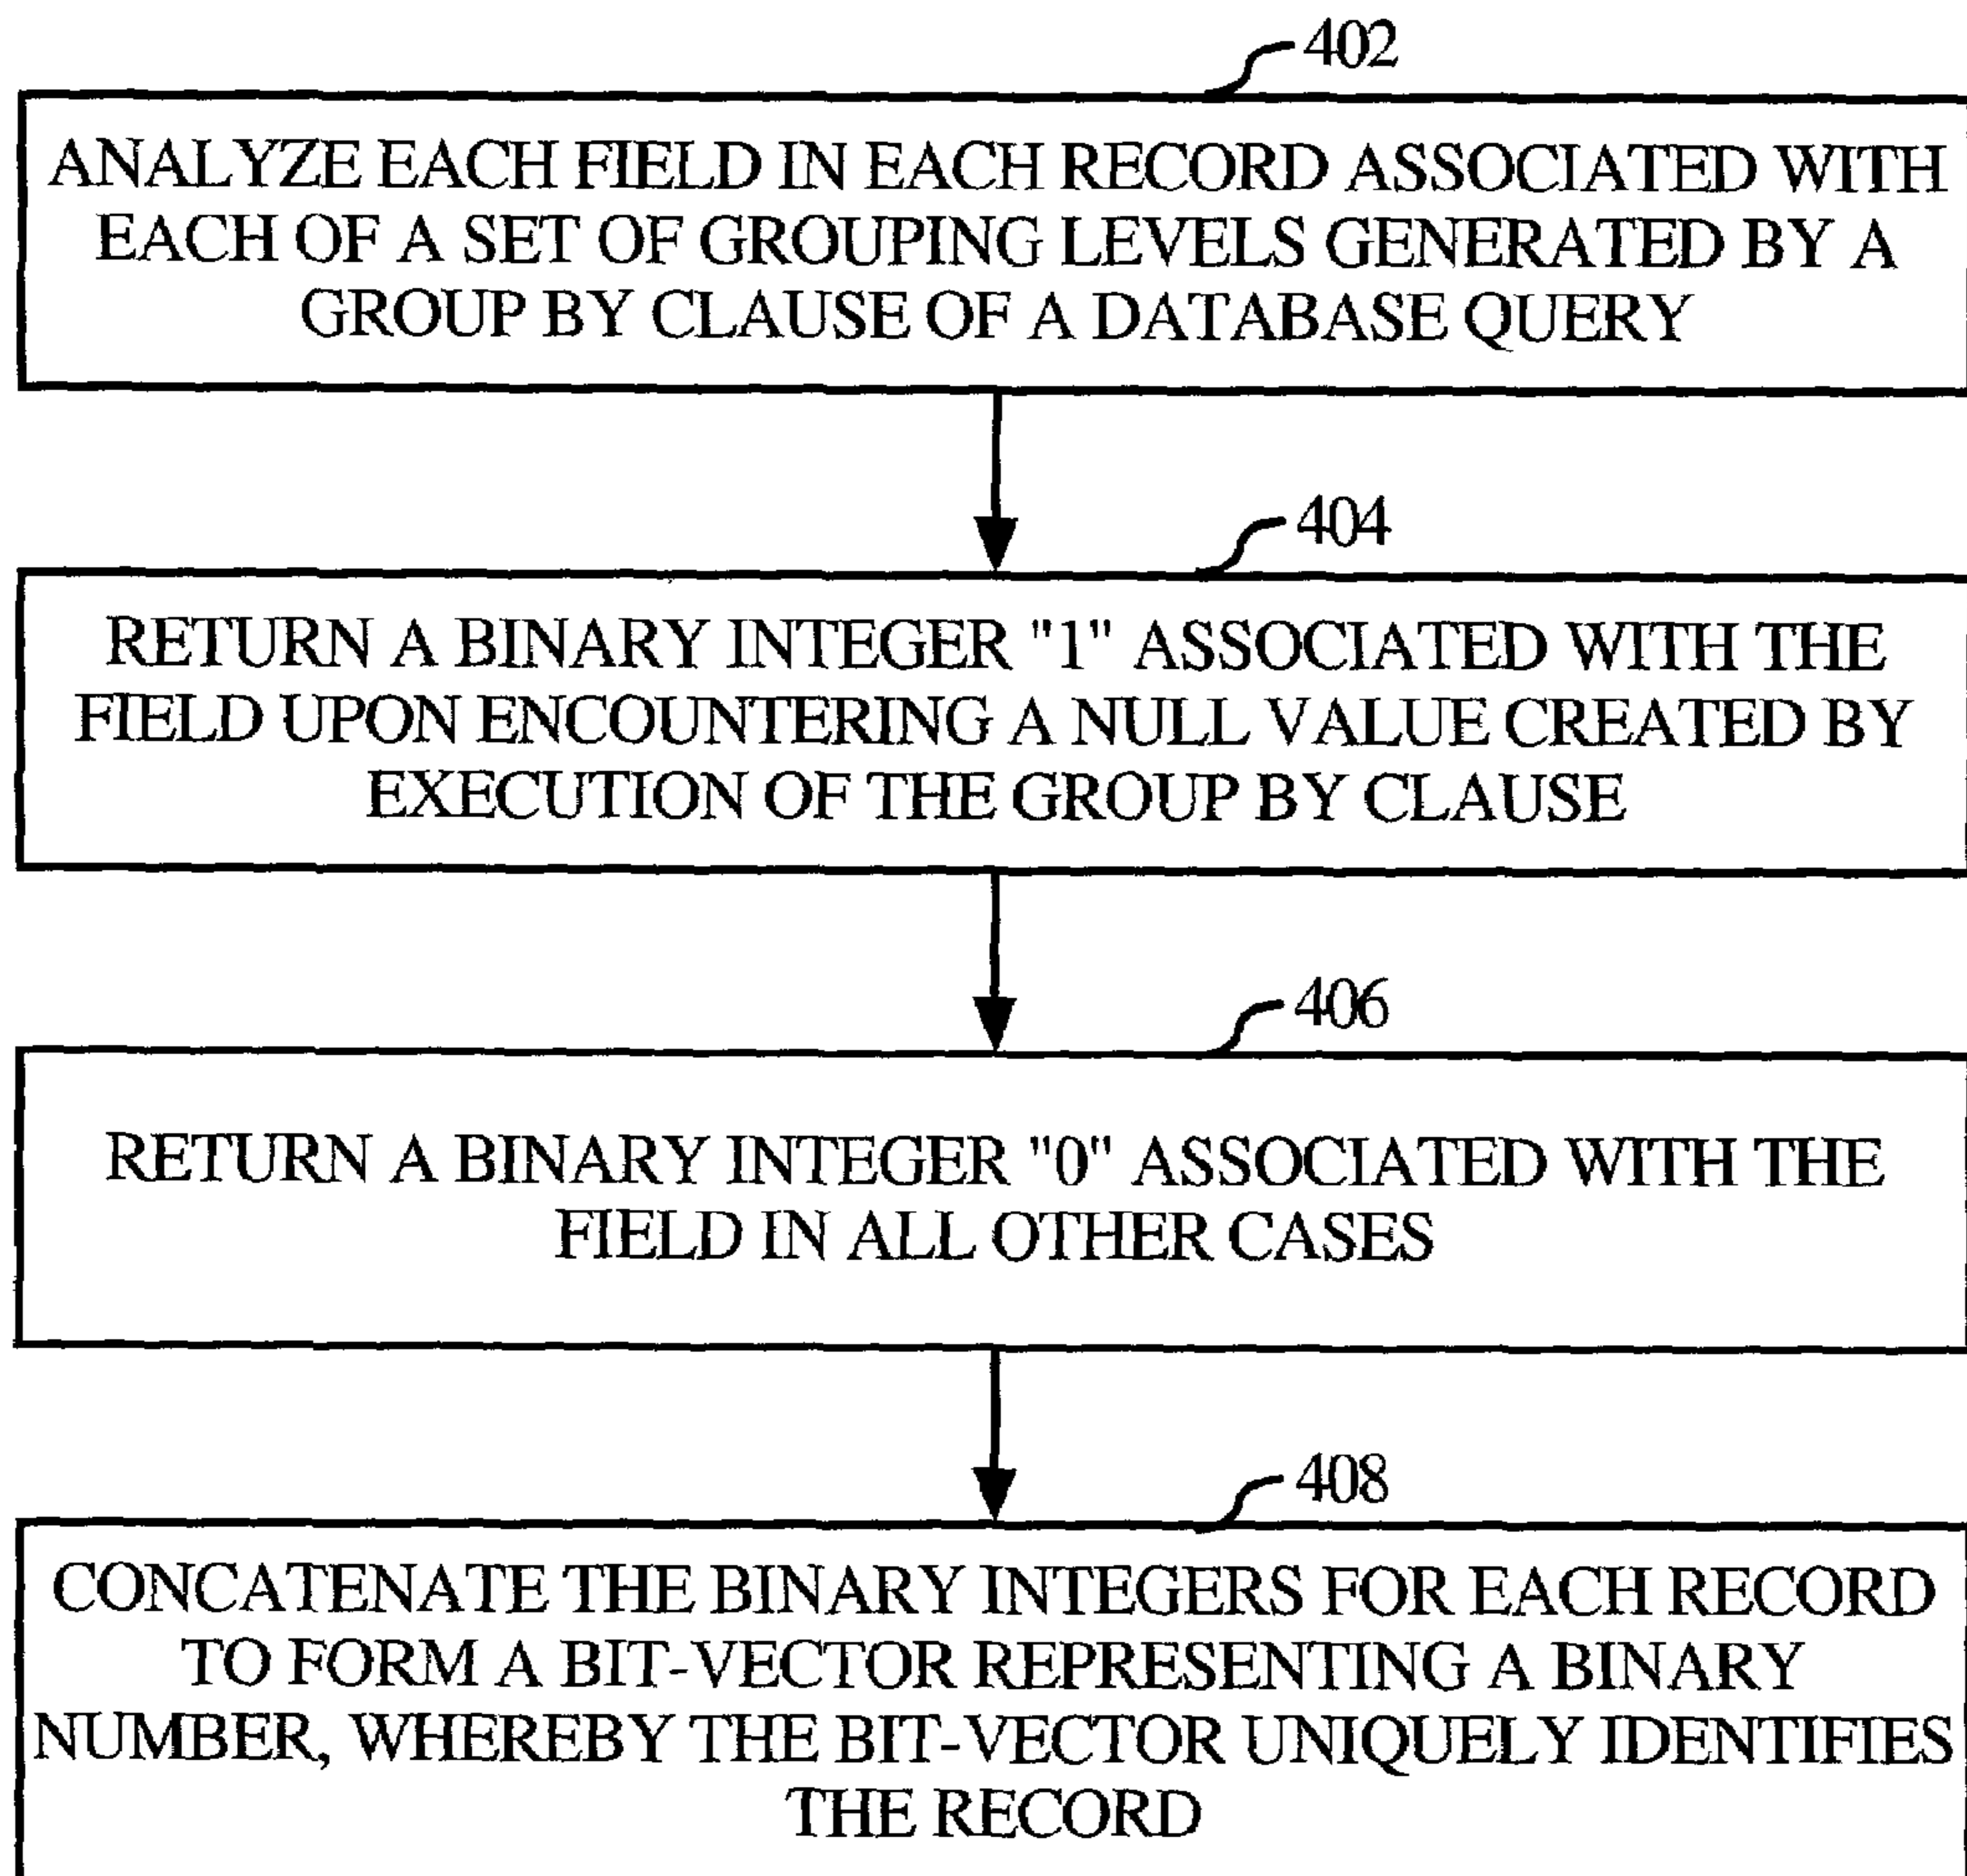 402
ANALYZE EACH FIELD IN EACH RECORD ASSOCIATED WITH
EACH OF A SET OF GROUPING LEVELS GENERATED BY A
GROUP BY CLAUSE OF A DATABASE QUERY
404
RETURN A BINARY INTEGER "1" ASSOCIATED WITH THE
FIELD UPON ENCOUNTERING A NULL VALUE CREATED BY
EXECUTION OF THE GROUP BY CLAUSE
406
RETURN A BINARY INTEGER "0" ASSOCIATED WITH THE
FIELD IN ALL OTHER CASES
408
CONCATENATE THE BINARY INTEGERS FOR EACH RECORD
TO FORM A BIT-VECTOR REPRESENTING A BINARY
NUMBER, WHEREBY THE BIT-VECTOR UNIQUELY IDENTIFIES
THE RECORD